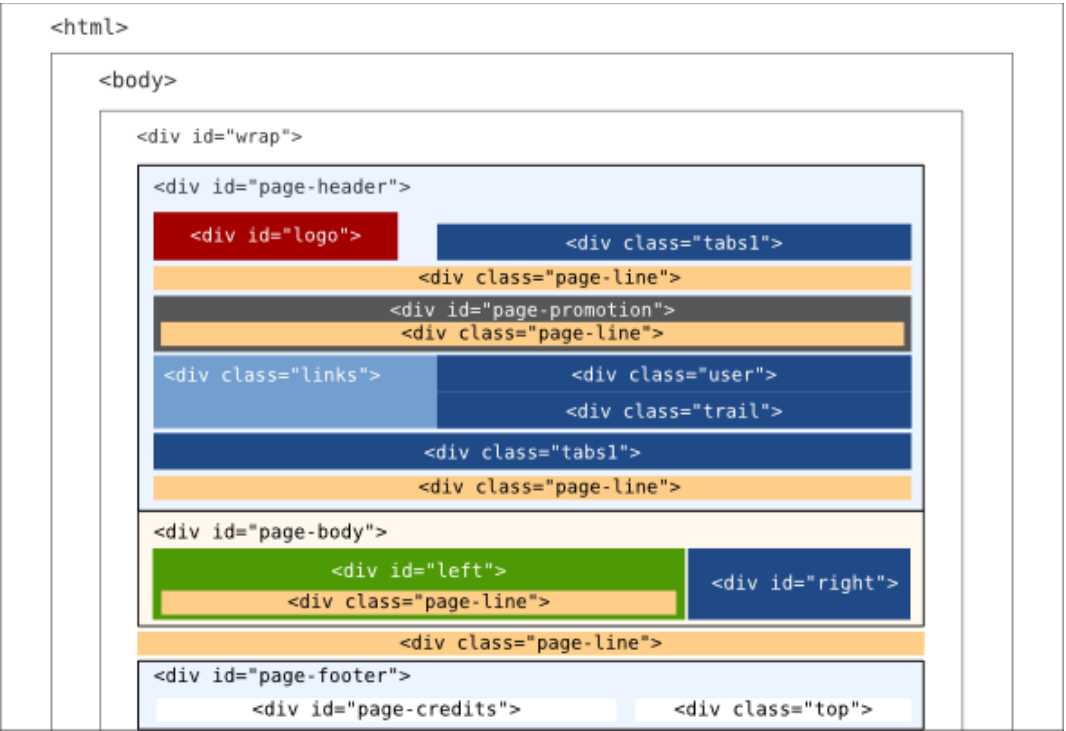 <html>
<body>
<div id="wrap">
<div id="page-header">
<div id="logo">
<div class="tabs1">
<div class="page-line">
<div id="page-promotion">
<div class="page-line">
<div class="links">
<div class="user">
<div class="trail">
<div class="tabs1">
<div class="page-line">
<div id="page-body">
<div id="left">
<div id="right">
<div class="page-line">
<div class="page-line">
<div id="page-footer">
<div id="page-credits">
<div class="top">